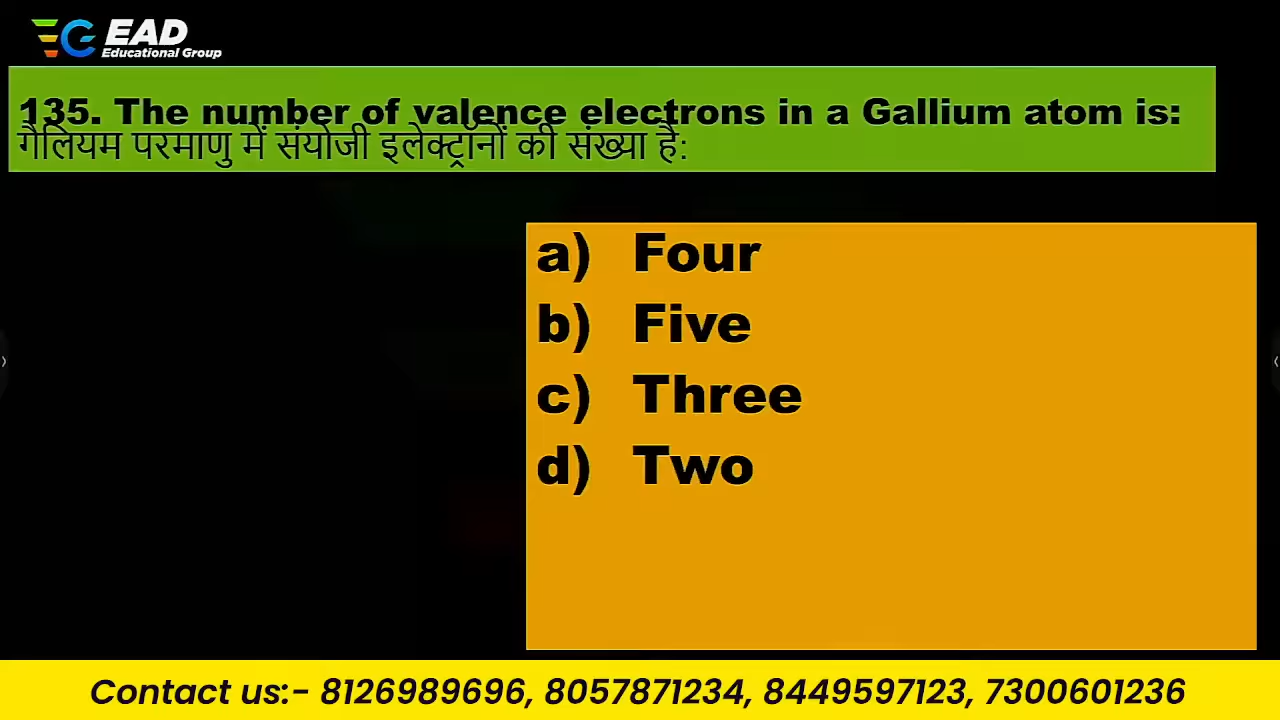 EAD
Educational Group
135. The number of valence electrons in a Gallium atom is:
गैलियम परमाणु में संयोजी इलेक्ट्रॉनों की संख्या है:
a) Four
b) Five
c) Three
d) Two
Contact us:- 8126989696, 8057871234, 8449597123, 7300601236